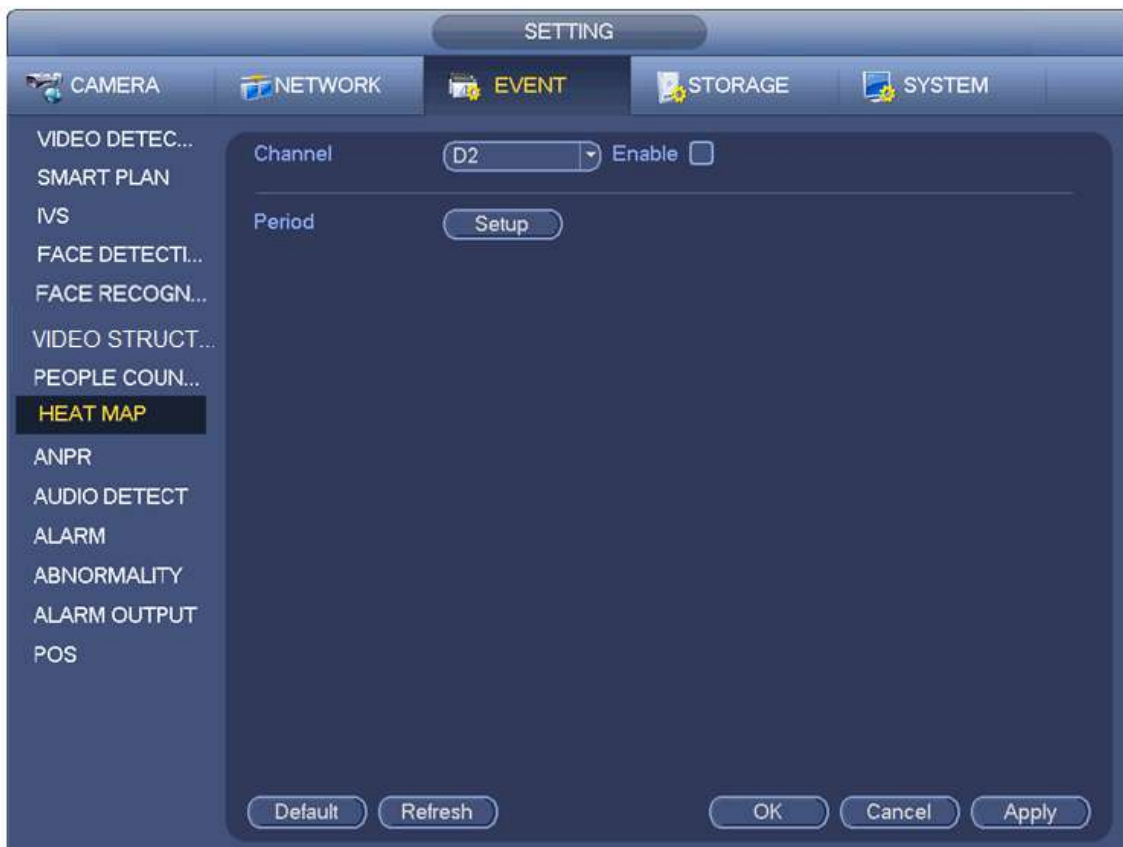 SETTING
CAMERA NETWORK EVENT STORAGE SYSTEM
VIDEO DETEC...
SMART PLAN
IVS
FACE DETECTI...
FACE RECOGN...
VIDEO STRUCT...
PEOPLE COUN...
HEAT MAP
ANPR
AUDIO DETECT
ALARM
ABNORMALITY
ALARM OUTPUT
POS
Channel D2 Enable
Period Setup
Default Refresh OK Cancel Apply